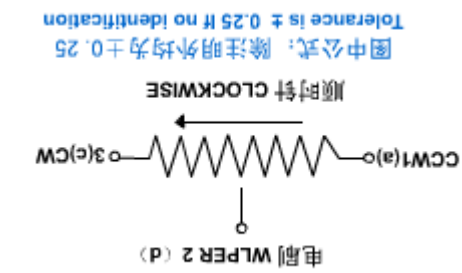 电刷 WLPER 2（d）
CCW1(a) 3(c)CW
顺时针 CLOCKWISE
图中公式：除注明外均为±0. 25
Tolerance is ± 0.25 If no identification